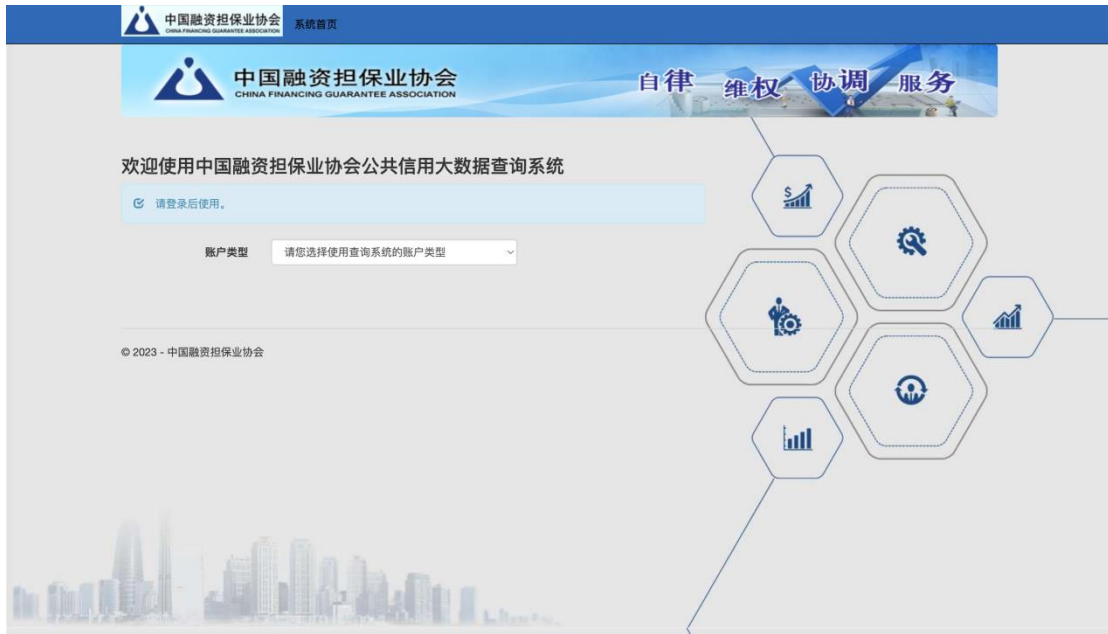 中国融资担保业协会
CHINA FINANCING GUARANTEE ASSOCIATION
系统首页
中国融资担保业协会
CHINA FINANCING GUARANTEE ASSOCIATION
自律 维权 协调 服务
欢迎使用中国融资担保业协会公共信用大数据查询系统
请登录后使用。
账户类型 请您选择使用查询系统的账户类型
$
© 2023 - 中国融资担保业协会